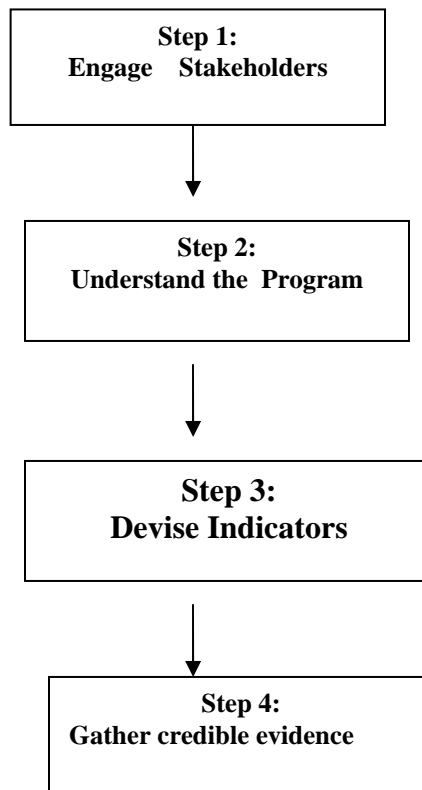 Step 1:
Engage Stakeholders
Step 2:
Understand the Program
Step 3:
Devise Indicators
Step 4:
Gather credible evidence